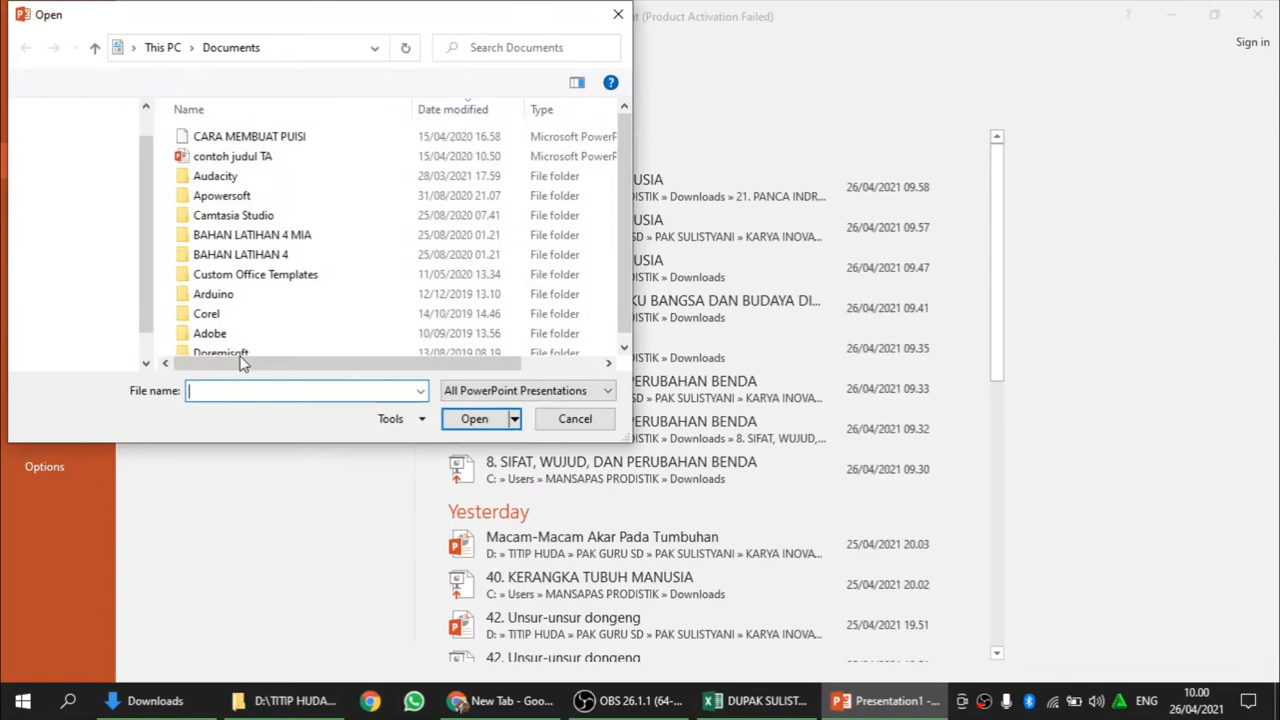 Open
t (Product Activation Failed)
?
Sign in
This PC > Documents
Search Documents
Name Date modified Type
CARA MEMBUAT PUISI 15/04/2020 16.58 Microsoft PowerP
contoh judul TA 15/04/2020 10.50 Microsoft PowerP
Audacity 28/03/2021 17.59 File folder
Apowersoft 31/08/2020 21.07 File folder
Camtasia Studio 25/08/2020 07.41 File folder
BAHAN LATIHAN 4 MIA 25/08/2020 01.21 File folder
BAHAN LATIHAN 4 25/08/2020 01.21 File folder
Custom Office Templates 11/05/2020 13.34 File folder
Arduino 12/12/2019 13.10 File folder
Corel 14/10/2019 14.46 File folder
Adobe 10/09/2019 13.56 File folder
Doremisoft 13/08/2019 08.19 File folder
File name: All PowerPoint Presentations
Tools Open Cancel
Options
USIA 26/04/2021 09.58
» Downloads » 21. PANCA INDR...
USIA 26/04/2021 09.57
SD » PAK SULISTYANI » KARYA INOVA...
USIA 26/04/2021 09.47
ISTIK » Downloads
KU BANGSA DAN BUDAYA DI... 26/04/2021 09.41
ISTIK » Downloads
26/04/2021 09.35
ISTIK » Downloads
PERUBAHAN BENDA 26/04/2021 09.33
SD » PAK SULISTYANI » KARYA INOVA...
PERUBAHAN BENDA 26/04/2021 09.32
ISTIK » Downloads » 8. SIFAT, WUJUD,...
8. SIFAT, WUJUD, DAN PERUBAHAN BENDA 26/04/2021 09.30
C: » Users » MANSAPAS PRODISTIK » Downloads
Yesterday
Macam-Macam Akar Pada Tumbuhan 25/04/2021 20.03
D: » TITIP HUDA » PAK GURU SD » PAK SULISTYANI » KARYA INOVA...
40. KERANGKA TUBUH MANUSIA 25/04/2021 20.02
C: » Users » MANSAPAS PRODISTIK » Downloads
42. Unsur-unsur dongeng 25/04/2021 19.51
D: » TITIP HUDA » PAK GURU SD » PAK SULISTYANI » KARYA INOVA...
42. Unsur-unsur dongeng
Downloads D:\TITIP HUDA... New Tab - Goo... OBS 26.1.1 (64-... DUPAK SULIST... Presentation1 -... ENG 10.00
26/04/2021